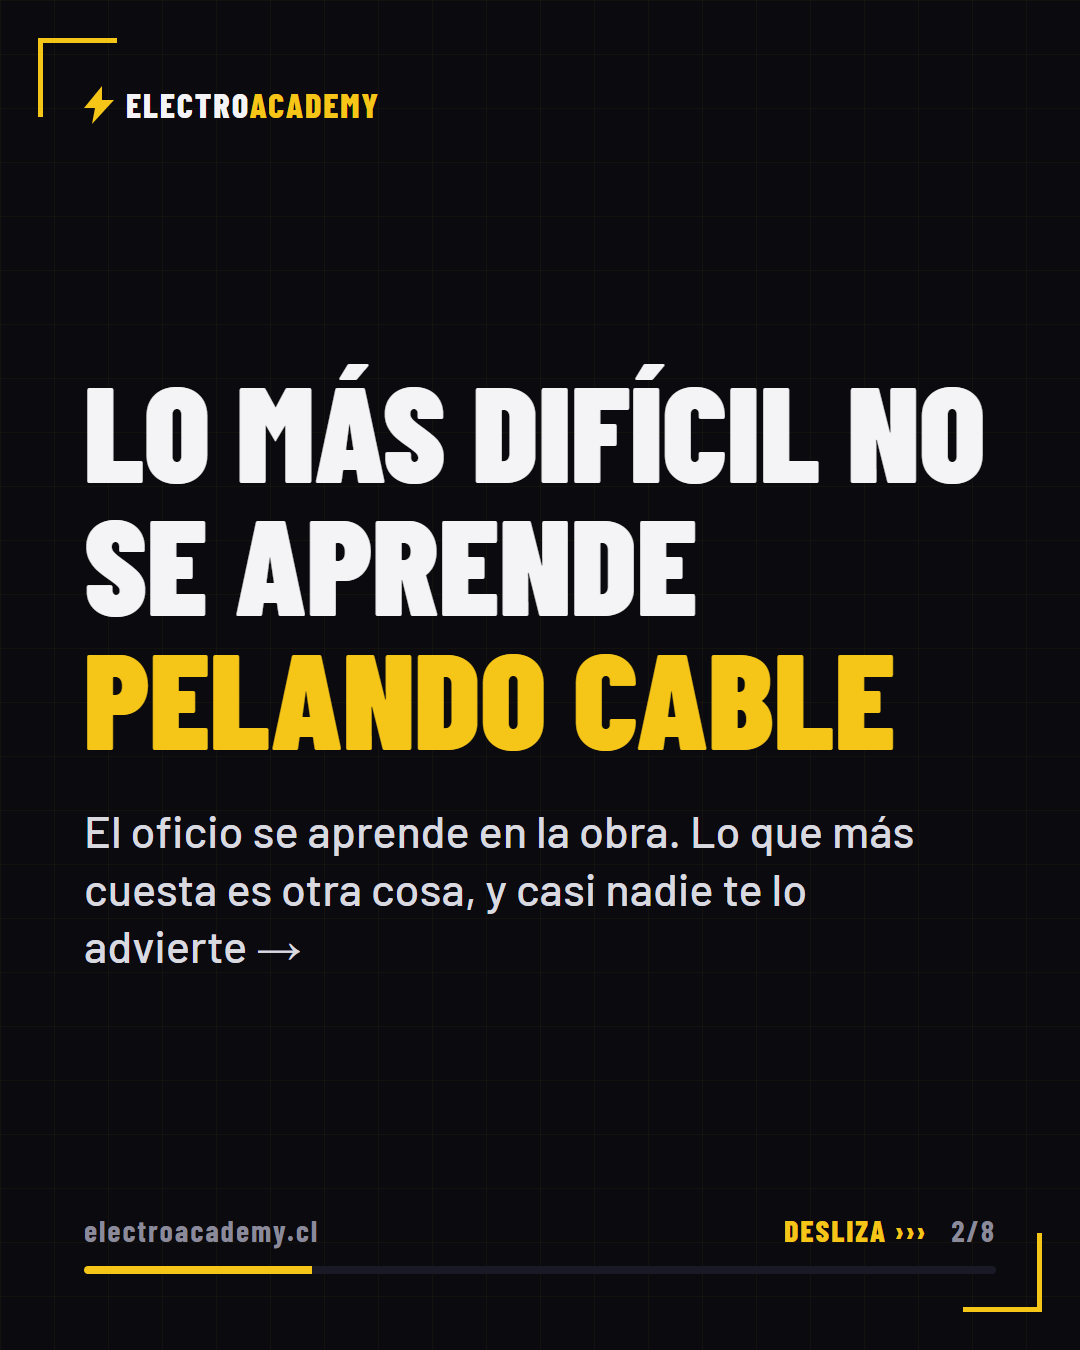 ELECTROACADEMY
LO MÁS DIFÍCIL NO
SE APRENDE
PELANDO CABLE
El oficio se aprende en la obra. Lo que más
cuesta es otra cosa, y casi nadie te lo
advierte →
electroacademy.cl
DESLIZA ››› 2/8